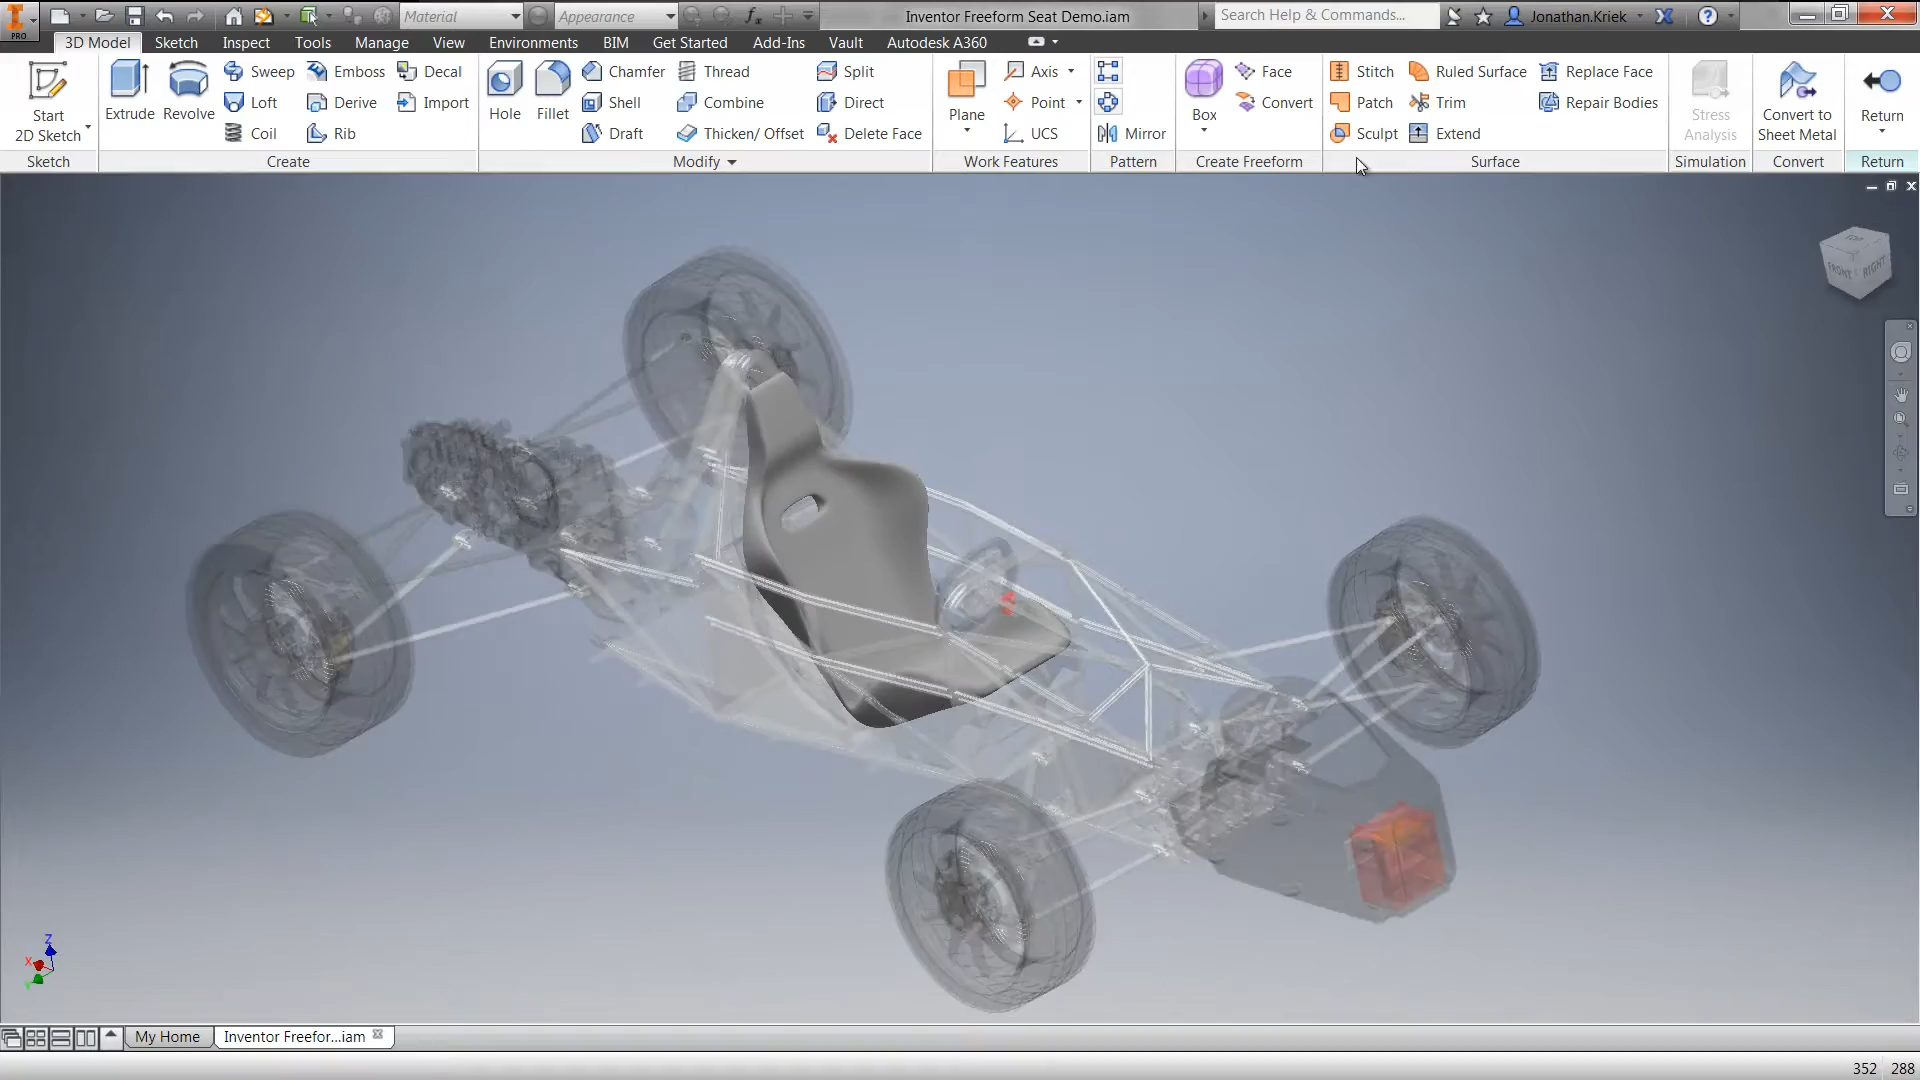 Material
Appearance
Inventor Freeform Seat Demo.iam
Search Help & Commands...
Jonathan.Kriek
PRO
3D Model
Sketch
Inspect
Tools
Manage
View
Environments
BIM
Get Started
Add-Ins
Vault
Autodesk A360
Start
2D Sketch
Sketch
Extrude
Revolve
Sweep
Emboss
Decal
Loft
Derive
Import
Coil
Rib
Create
Hole
Fillet
Chamfer
Thread
Split
Shell
Combine
Direct
Draft
Thicken/ Offset
Delete Face
Modify
Plane
Axis
Point
UCS
Work Features
Mirror
Pattern
Box
Face
Convert
Create Freeform
Stitch
Ruled Surface
Replace Face
Patch
Trim
Repair Bodies
Sculpt
Extend
Surface
Stress
Analysis
Simulation
Convert to
Sheet Metal
Convert
Return
Return
TOP
FRONT
RIGHT
Z
X
Y
My Home
Inventor Freefor...iam
352 288